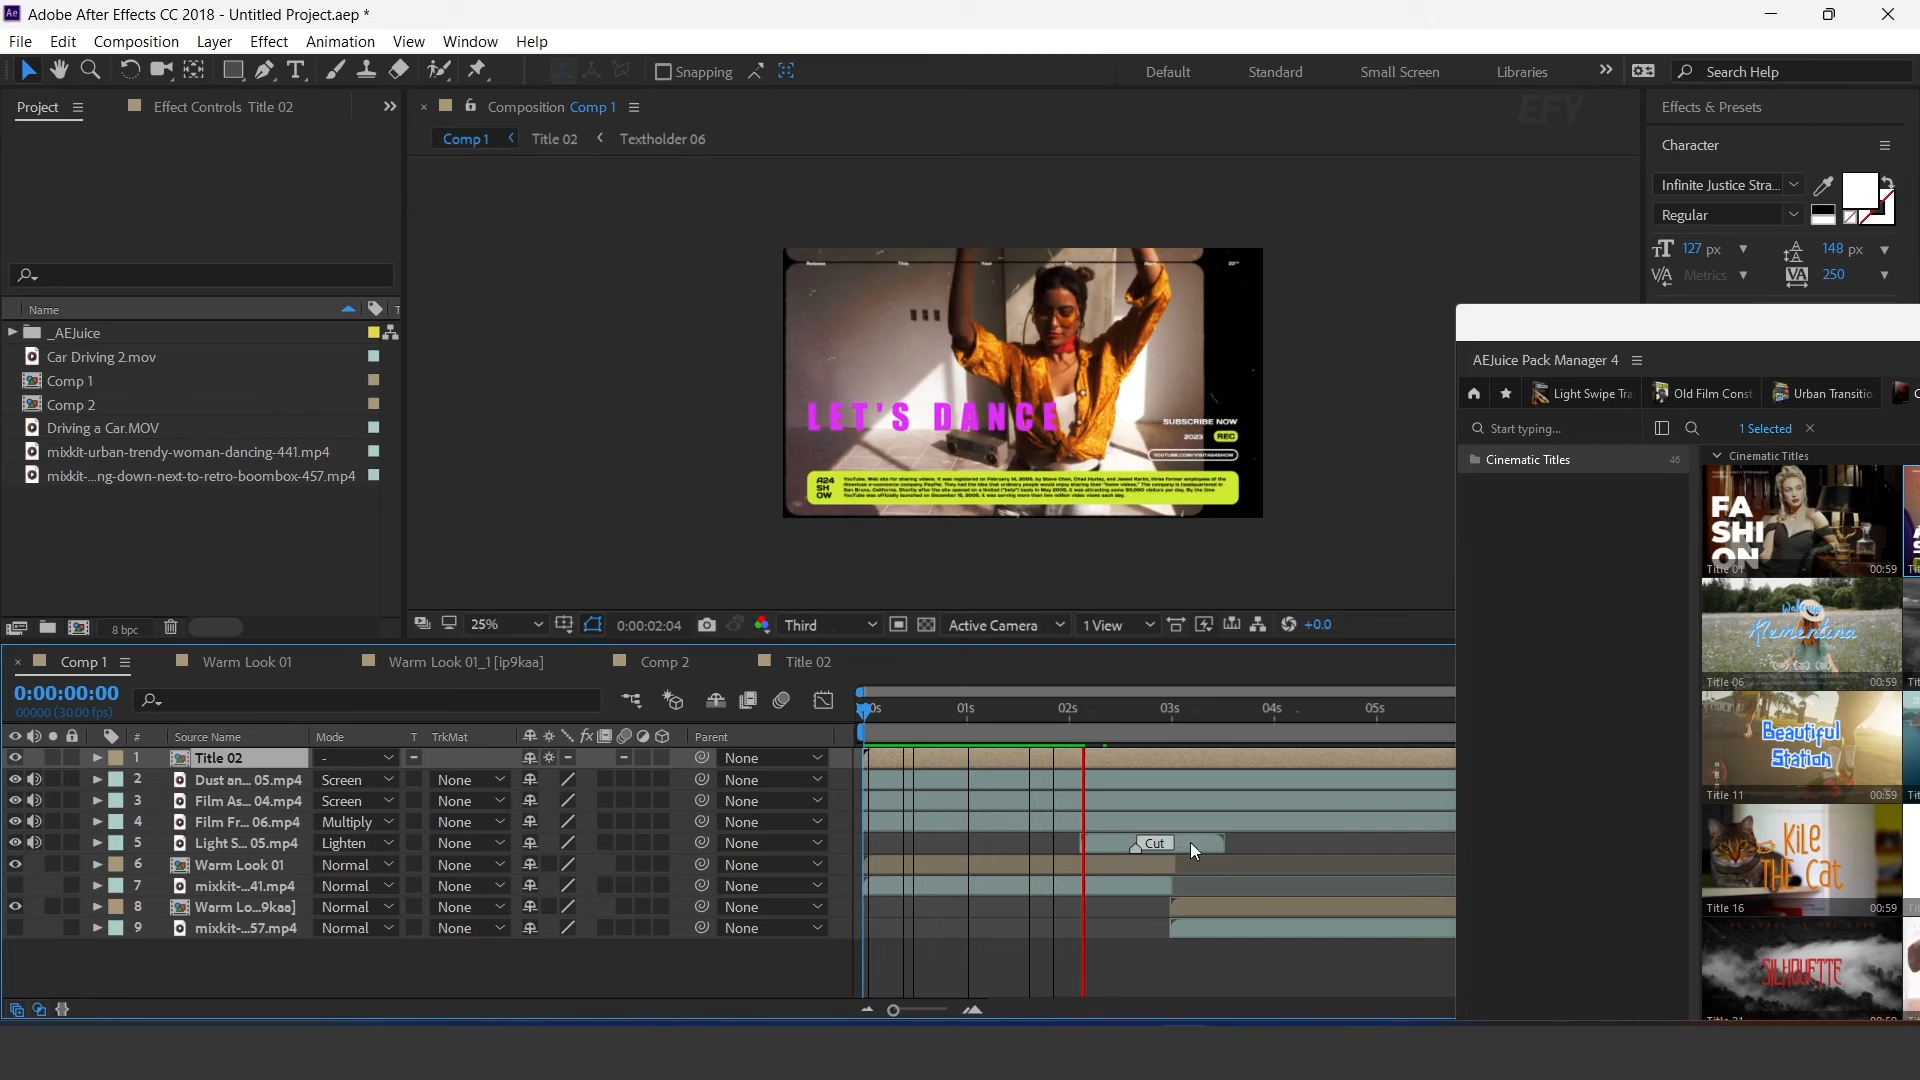 Adobe After Effects CC 2018 - Untitled Project.aep *
File Edit Composition Layer Effect Animation View Window Help
Snapping
Default Standard Small Screen Libraries
Search Help
Project
Effect Controls Title 02
Composition Comp 1
EFY
Effects & Presets
Comp 1 < Title 02 < Textholder 06
Character
Infinite Justice Stra...
Regular
127 px 148 px
Metrics 250
Name
_AEJuice
Car Driving 2.mov
Comp 1
Comp 2
Driving a Car.MOV
mixkit-urban-trendy-woman-dancing-441.mp4
mixkit-...ng-down-next-to-retro-boombox-457.mp4
Release This Year On April
LET'S DANCE
SUBSCRIBE NOW
2023 REC
A24
SH
OW
AEJuice Pack Manager 4
Light Swipe Tra
Old Film Const
Urban Transitio
Start typing...
1 Selected
Cinematic Titles 46
Cinematic Titles
FA
SHI
ON
Title 01 00:59
Klementina
Title 06 00:59
Beautiful
Station
Title 11 00:59
KILE
THE Cat
Title 16 00:59
SILHOUETTE
8 bpc
25% 0:00:02:04 Third Active Camera 1 View +0.0
Comp 1
Warm Look 01
Warm Look 01_1 [ip9kaa]
Comp 2
Title 02
0:00:00:00
00000 (30.00 fps)
01s 02s 03s 04s 05s
# Source Name Mode T TrkMat Parent
1 Title 02 - None
2 Dust an... 05.mp4 Screen None None
3 Film As... 04.mp4 Screen None None
4 Film Fr... 06.mp4 Multiply None None
5 Light S... 05.mp4 Lighten None None
Cut
6 Warm Look 01 Normal None None
7 mixkit-...41.mp4 Normal None None
8 Warm Lo...9kaa] Normal None None
9 mixkit-...57.mp4 Normal None None